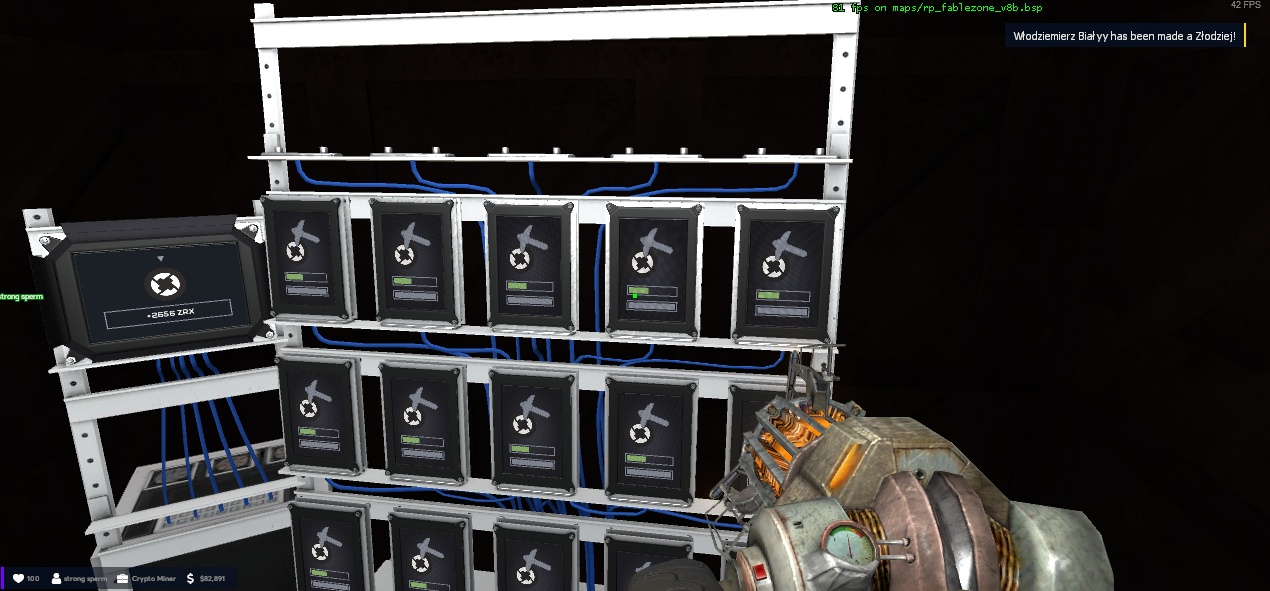 81 fps on maps/rp_fablezone_v8b.bsp
42 FPS
Włodziemierz Białyy has been made a Złodziej!
strong sperm
+2656 ZRX
100
strong sperm
Crypto Miner
$82,891